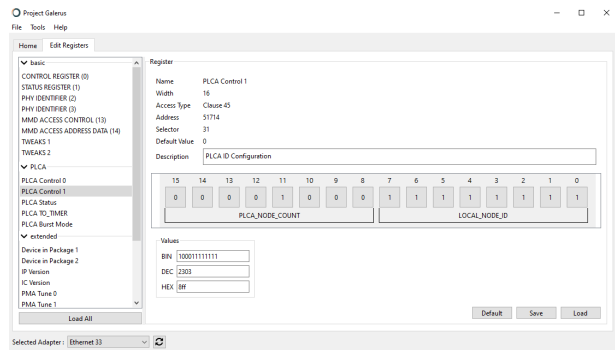 Project Galerus
File Tools Help
Home Edit Registers
basic
CONTROL REGISTER (0)
STATUS REGISTER (1)
PHY IDENTIFIER (2)
PHY IDENTIFIER (3)
MMD ACCESS CONTROL (13)
MMD ACCESS ADDRESS DATA (14)
TWEAKS 1
TWEAKS 2
PLCA
PLCA Control 0
PLCA Control 1
PLCA Status
PLCA TO_TIMER
PLCA Burst Mode
extended
Device in Package 1
Device in Package 2
IP Version
IC Version
PMA Tune 0
PMA Tune 1
Load All
Register
Name PLCA Control 1
Width 16
Access Type Clause 45
Address 51714
Selector 31
Default Value 0
Description PLCA ID Configuration
15 14 13 12 11 10 9 8 7 6 5 4 3 2 1 0
0 0 0 0 1 0 0 0 1 1 1 1 1 1 1 1
PLCA_NODE_COUNT LOCAL_NODE_ID
Values
BIN 100011111111
DEC 2303
HEX 8ff
Default Save Load
Selected Adapter : Ethernet 33